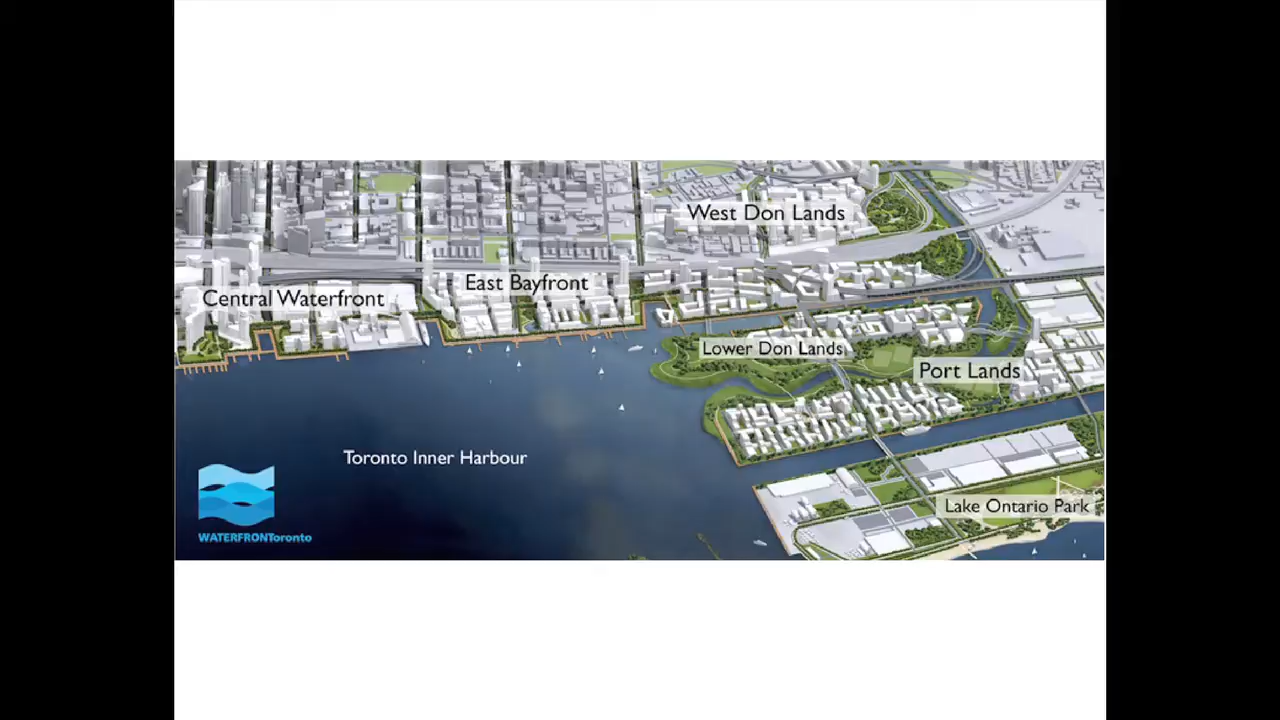 West Don Lands
East Bayfront
Central Waterfront
Lower Don Lands
Port Lands
Toronto Inner Harbour
Lake Ontario Park
WATERFRONToronto